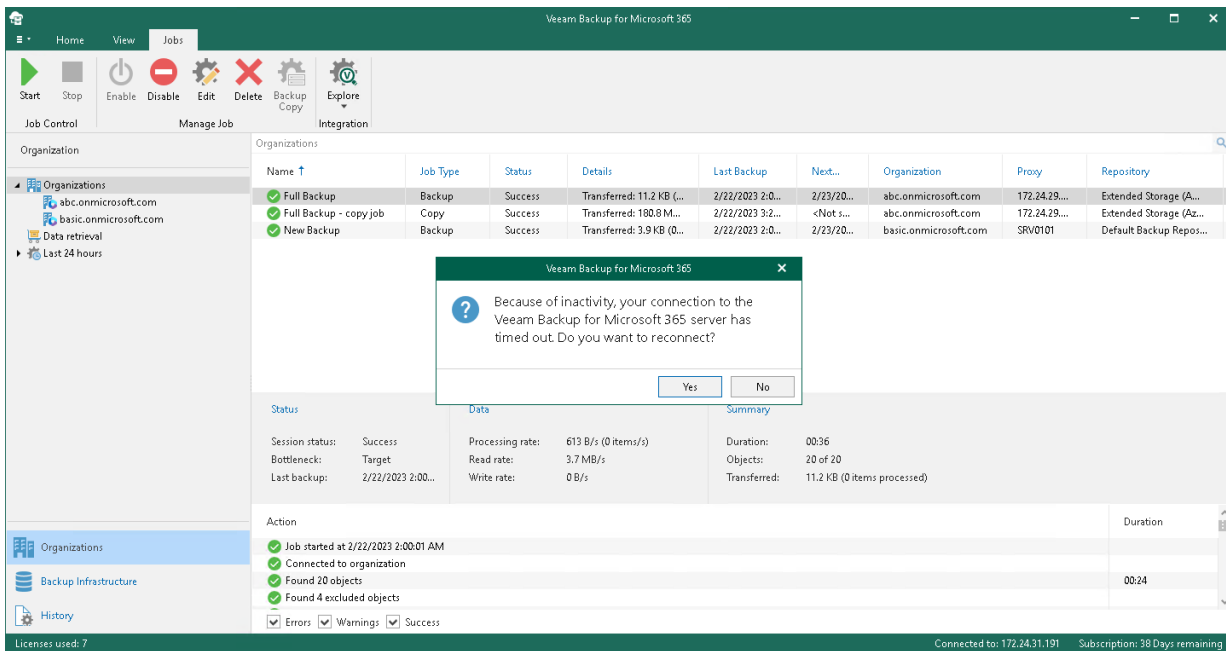 Veeam Backup for Microsoft 365
Home View Jobs
Start Stop Enable Disable Edit Delete Backup Copy Explore
Job Control Manage Job Integration
Organization
Organizations
abc.onmicrosoft.com
basic.onmicrosoft.com
Data retrieval
Last 24 hours
Organizations
Name Job Type Status Details Last Backup Next... Organization Proxy Repository
Full Backup Backup Success Transferred: 11.2 KB (... 2/22/2023 2:0... 2/23/20... abc.onmicrosoft.com 172.24.29.... Extended Storage (A...
Full Backup - copy job Copy Success Transferred: 180.8 M... 2/22/2023 3:2... <Not s... abc.onmicrosoft.com 172.24.29.... Extended Storage (Az...
New Backup Backup Success Transferred: 3.9 KB (0... 2/22/2023 2:0... 2/23/20... basic.onmicrosoft.com SRV0101 Default Backup Repos...
Veeam Backup for Microsoft 365
Because of inactivity, your connection to the
Veeam Backup for Microsoft 365 server has
timed out. Do you want to reconnect?
Yes No
Status Data Summary
Session status: Success Processing rate: 613 B/s (0 items/s) Duration: 00:36
Bottleneck: Target Read rate: 3.7 MB/s Objects: 20 of 20
Last backup: 2/22/2023 2:00... Write rate: 0 B/s Transferred: 11.2 KB (0 items processed)
Action Duration
Job started at 2/22/2023 2:00:01 AM
Connected to organization
Found 20 objects 00:24
Found 4 excluded objects
Errors Warnings Success
Organizations
Backup Infrastructure
History
Licenses used: 7 Connected to: 172.24.31.191 Subscription: 38 Days remaining